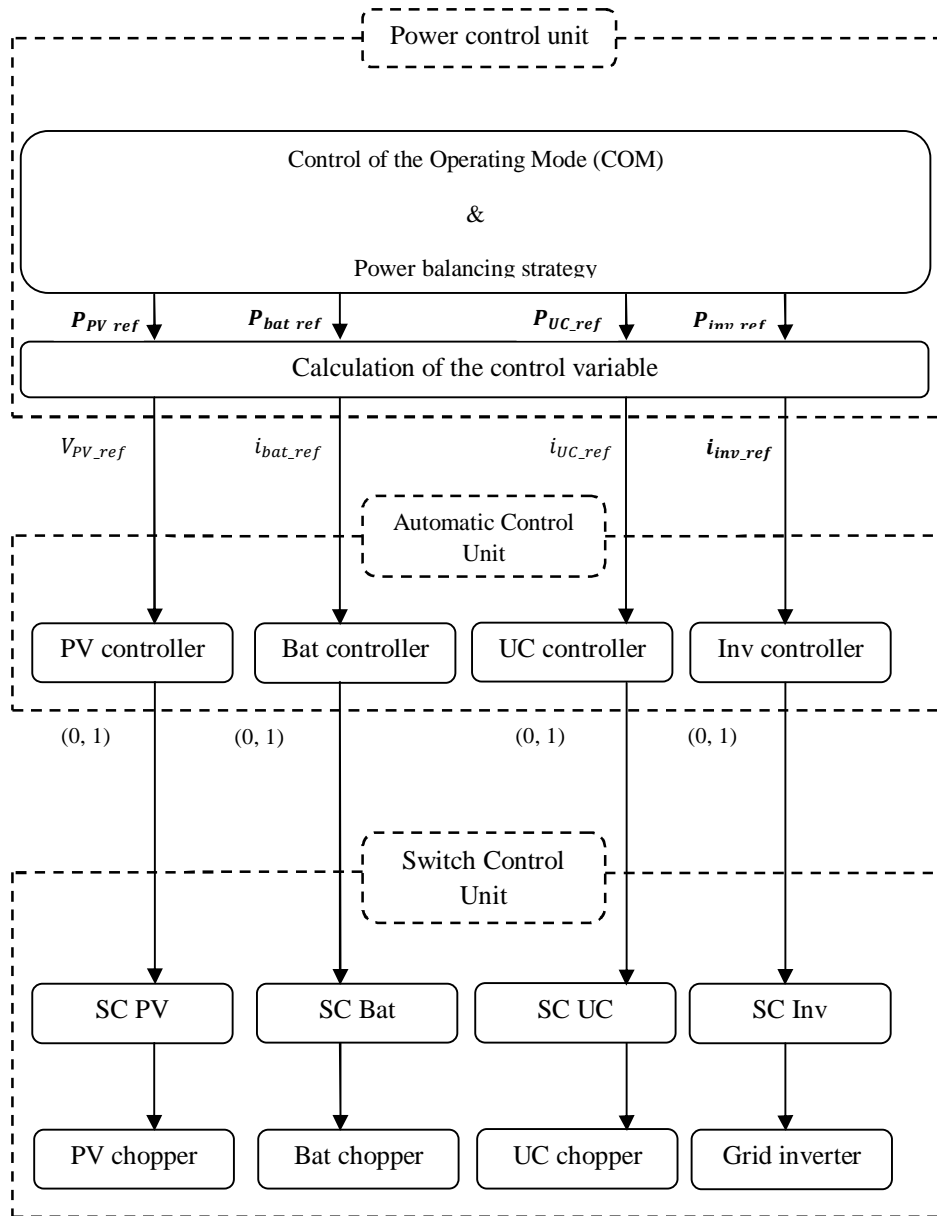 Power control unit
Control of the Operating Mode (COM)
&
Power balancing strategy
P_PV_ref P_bat_ref P_UC_ref P_inv_ref
Calculation of the control variable
V_PV_ref i_bat_ref i_UC_ref i_inv_ref
Automatic Control
Unit
PV controller Bat controller UC controller Inv controller
(0, 1) (0, 1) (0, 1) (0, 1)
Switch Control
Unit
SC PV SC Bat SC UC SC Inv
PV chopper Bat chopper UC chopper Grid inverter